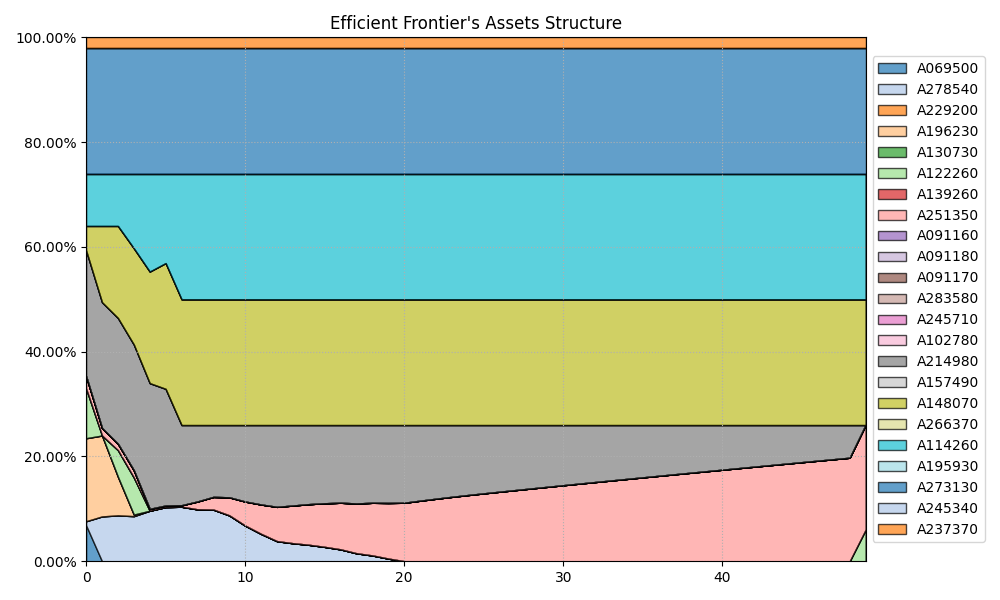 Efficient Frontier's Assets Structure
100.00%
80.00%
60.00%
40.00%
20.00%
0.00%
0
10
20
30
40
A069500
A278540
A229200
A196230
A130730
A122260
A139260
A251350
A091160
A091180
A091170
A283580
A245710
A102780
A214980
A157490
A148070
A266370
A114260
A195930
A273130
A245340
A237370